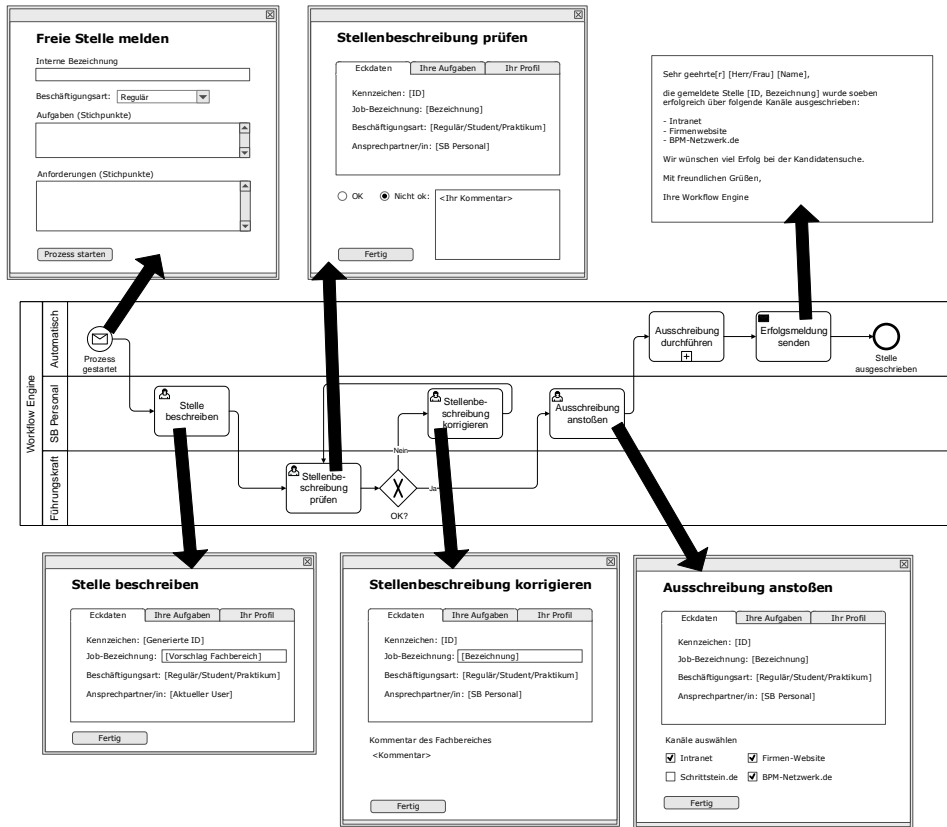 Freie Stelle melden
Interne Bezeichnung
Beschäftigungsart: Regulär
Aufgaben (Stichpunkte)
Anforderungen (Stichpunkte)
Prozess starten
Stellenbeschreibung prüfen
Eckdaten Ihre Aufgaben Ihr Profil
Kennzeichen: [ID]
Job-Bezeichnung: [Bezeichnung]
Beschäftigungsart: [Regulär/Student/Praktikum]
Ansprechpartner/in: [SB Personal]
OK Nicht ok: <Ihr Kommentar>
Fertig
Sehr geehrte[r] [Herr/Frau] [Name],
die gemeldete Stelle [ID, Bezeichnung] wurde soeben
erfolgreich über folgende Kanäle ausgeschrieben:
- Intranet
- Firmenwebsite
- BPM-Netzwerk.de
Wir wünschen viel Erfolg bei der Kandidatensuche.
Mit freundlichen Grüßen,
Ihre Workflow Engine
Workflow Engine
Automatisch
Prozess
gestartet
Ausschreibung
durchführen
Erfolgsmeldung
senden
Stelle
ausgeschrieben
SB Personal
Stelle
beschreiben
Stellenbe-
schreibung
korrigieren
Ausschreibung
anstoßen
Führungskraft
Stellenbe-
schreibung
prüfen
Nein
Ja
OK?
Stelle beschreiben
Eckdaten Ihre Aufgaben Ihr Profil
Kennzeichen: [Generierte ID]
Job-Bezeichnung: [Vorschlag Fachbereich]
Beschäftigungsart: [Regulär/Student/Praktikum]
Ansprechpartner/in: [Aktueller User]
Fertig
Stellenbeschreibung korrigieren
Eckdaten Ihre Aufgaben Ihr Profil
Kennzeichen: [ID]
Job-Bezeichnung: [Bezeichnung]
Beschäftigungsart: [Regulär/Student/Praktikum]
Ansprechpartner/in: [SB Personal]
Kommentar des Fachbereiches
<Kommentar>
Fertig
Ausschreibung anstoßen
Eckdaten Ihre Aufgaben Ihr Profil
Kennzeichen: [ID]
Job-Bezeichnung: [Bezeichnung]
Beschäftigungsart: [Regulär/Student/Praktikum]
Ansprechpartner/in: [SB Personal]
Kanäle auswählen
Intranet Firmen-Website
Schrittstein.de BPM-Netzwerk.de
Fertig